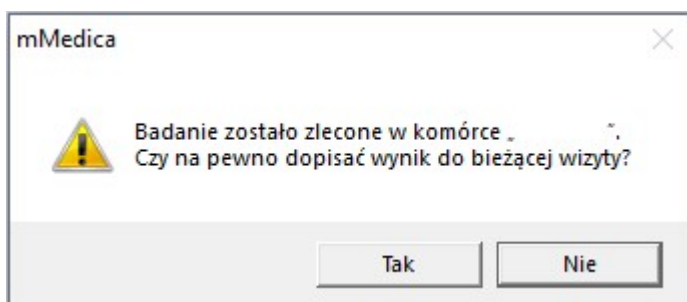 mMedica
Badanie zostało zlecone w komórce „ ”.
Czy na pewno dopisać wynik do bieżącej wizyty?
Tak
Nie